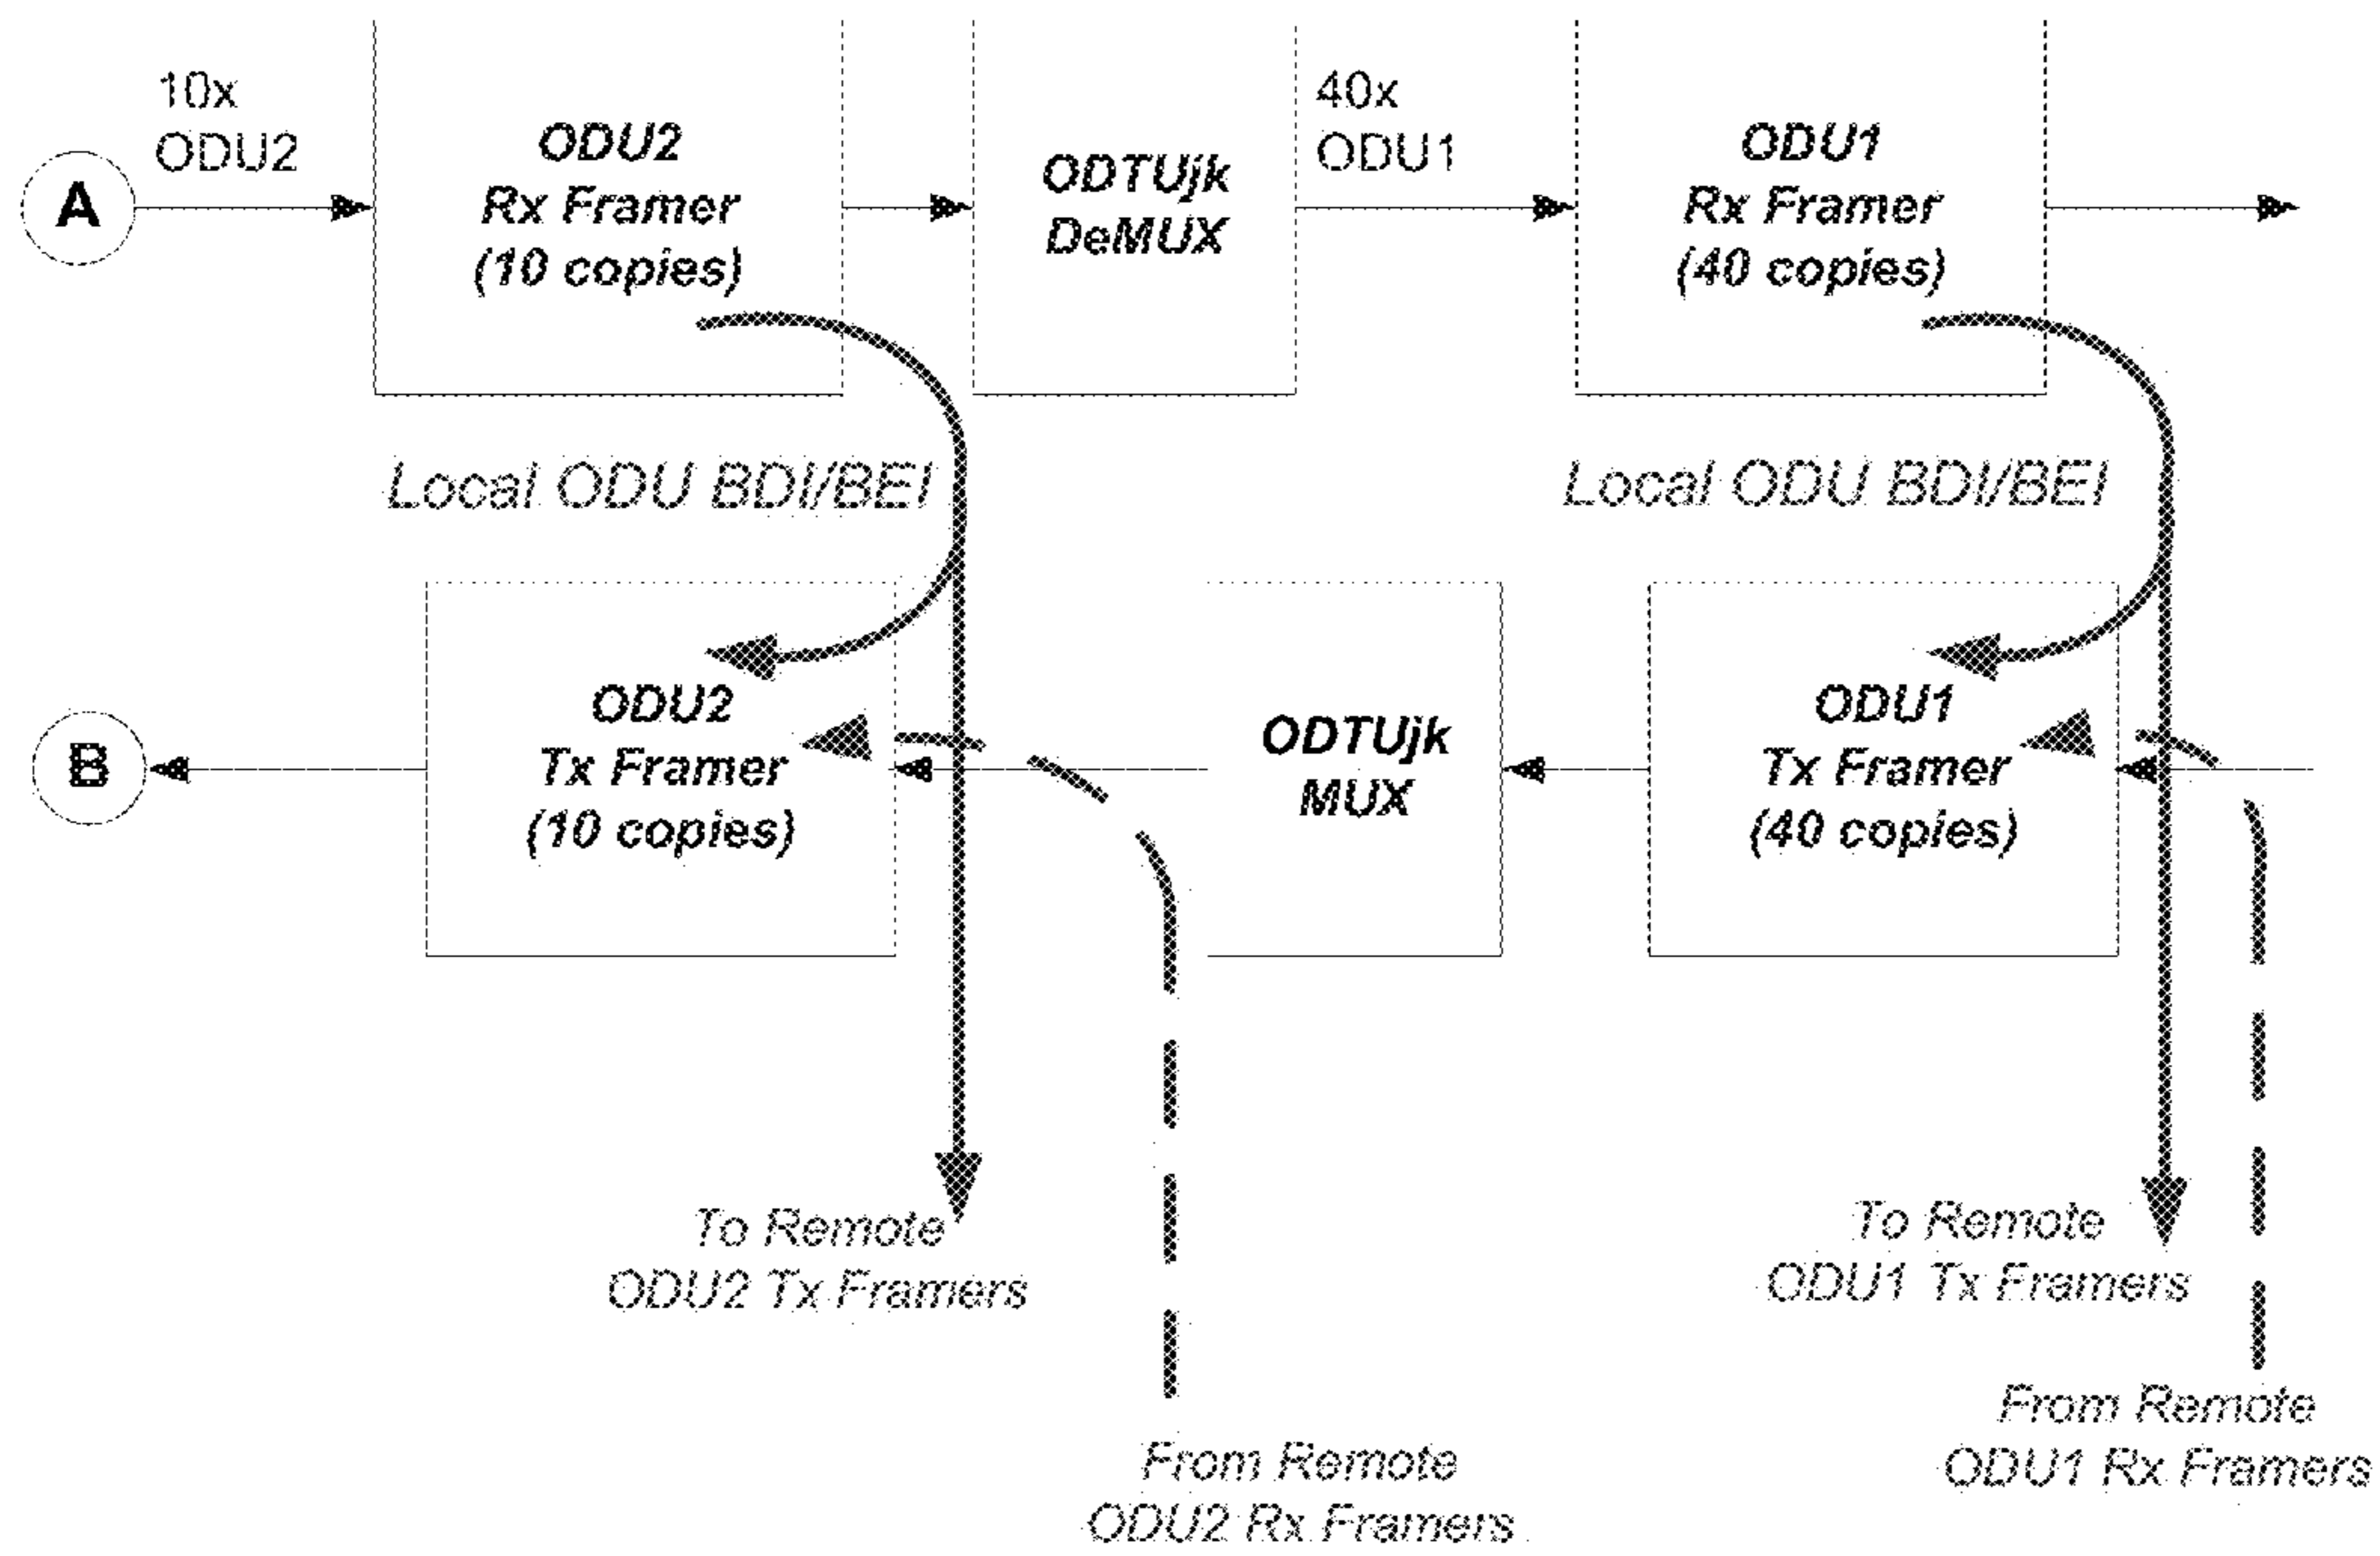 10x
ODU2
A
ODU2
Rx Framer
(10 copies)
ODTUjk
DeMUX
40x
ODU1
ODU1
Rx Framer
(40 copies)
Local ODU BDI/BEI
Local ODU BDI/BEI
B
ODU2
Tx Framer
(10 copies)
ODTUjk
MUX
ODU1
Tx Framer
(40 copies)
To Remote
ODU2 Tx Framers
To Remote
ODU1 Tx Framers
From Remote
ODU2 Rx Framers
From Remote
ODU1 Rx Framers